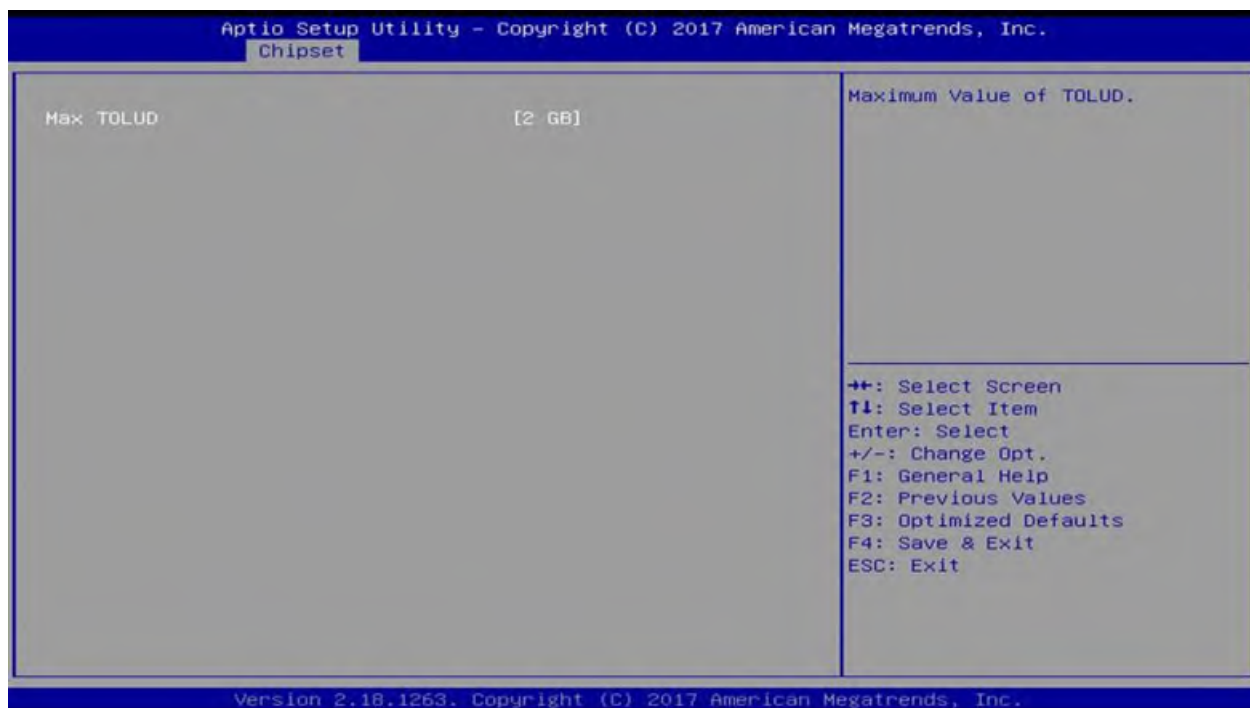 Aptio Setup Utility – Copyright (C) 2017 American Megatrends, Inc.
Chipset
Max TOLUD [2 GB]
Maximum Value of TOLUD.
→←: Select Screen
↑↓: Select Item
Enter: Select
+/-: Change Opt.
F1: General Help
F2: Previous Values
F3: Optimized Defaults
F4: Save & Exit
ESC: Exit
Version 2.18.1263. Copyright (C) 2017 American Megatrends, Inc.